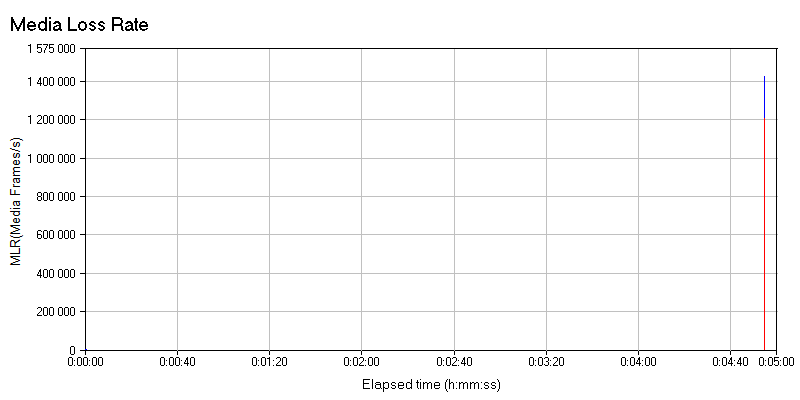 Media Loss Rate
1 575 000
1 400 000
1 200 000
1 000 000
800 000
600 000
400 000
200 000
0
MLR(Media Frames/s)
0:00:00 0:00:40 0:01:20 0:02:00 0:02:40 0:03:20 0:04:00 0:04:40 0:05:00
Elapsed time (h:mm:ss)